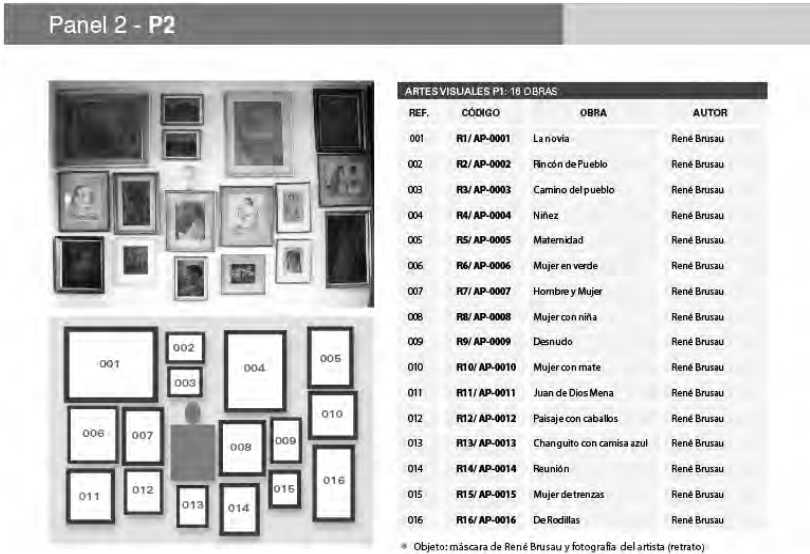 Panel 2 - P2
ARTES VISUALES P1: 16 OBRAS
REF. CÓDIGO OBRA AUTOR
001 R1/ AP-0001 La novia René Brusau
002 R2/ AP-0002 Rincón de Pueblo René Brusau
003 R3/ AP-0003 Camino del pueblo René Brusau
004 R4/ AP-0004 Niñez René Brusau
005 R5/ AP-0005 Maternidad René Brusau
006 R6/ AP-0006 Mujer en verde René Brusau
007 R7/ AP-0007 Hombre y Mujer René Brusau
008 R8/ AP-0008 Mujer con niña René Brusau
009 R9/ AP-0009 Desnudo René Brusau
010 R10/ AP-0010 Mujer con mate René Brusau
011 R11/ AP-0011 Juan de Dios Mena René Brusau
012 R12/ AP-0012 Paisaje con caballos René Brusau
013 R13/ AP-0013 Changuito con camisa azul René Brusau
014 R14/ AP-0014 Reunión René Brusau
015 R15/ AP-0015 Mujer de trenzas René Brusau
016 R16/ AP-0016 De Rodillas René Brusau
* Objeto: máscara de René Brusau y fotografía del artista (retrato)
001
002
003
004
005
006
007
008
009
010
011
012
013
014
015
016